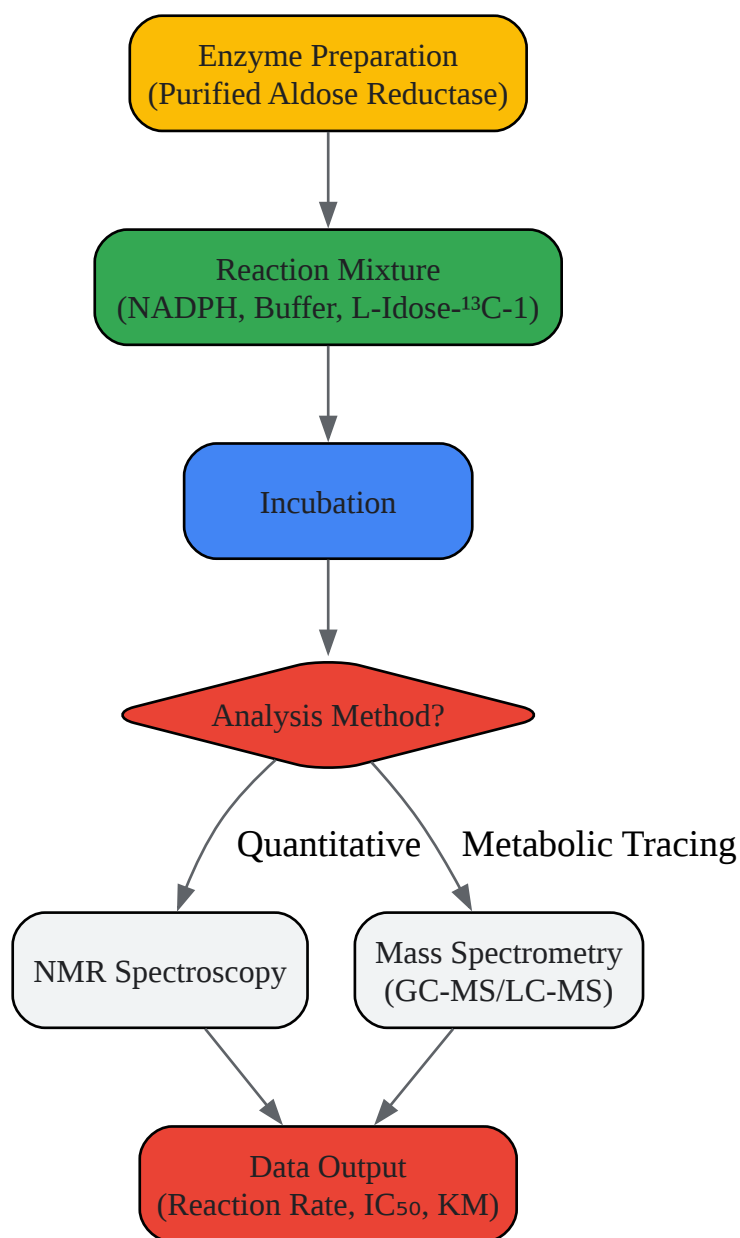 Enzyme Preparation
(Purified Aldose Reductase)
Reaction Mixture
(NADPH, Buffer, L-Idose-¹³C-1)
Incubation
Analysis Method?
Quantitative
Metabolic Tracing
NMR Spectroscopy
Mass Spectrometry
(GC-MS/LC-MS)
Data Output
(Reaction Rate, IC₅₀, KM)